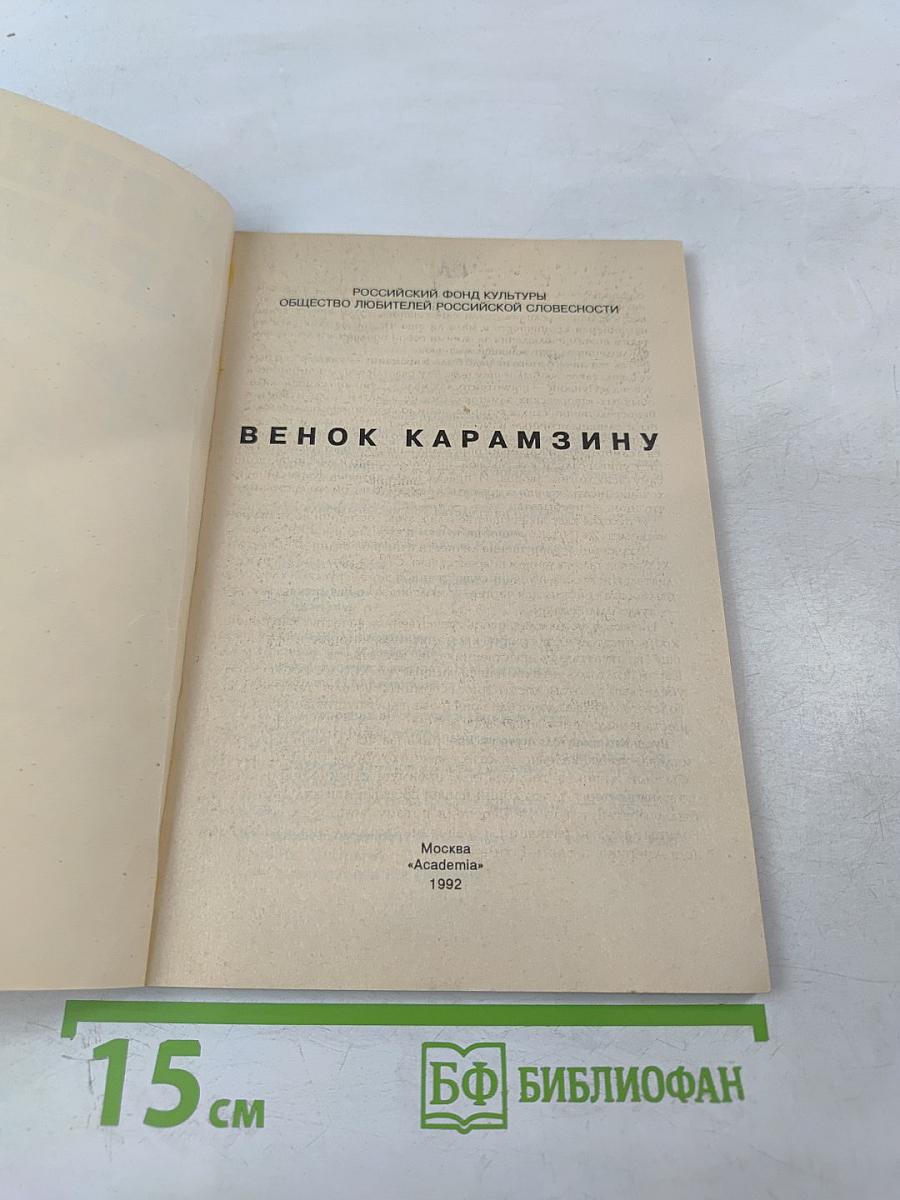 РОССИЙСКИЙ ФОНД КУЛЬТУРЫ
ОБЩЕСТВО ЛЮБИТЕЛЕЙ РОССИЙСКОЙ СЛОВЕСНОСТИ
ВЕНОК КАРАМЗИНУ
Москва
«Academia»
1992
15 см
БФ БИБЛИОФАН